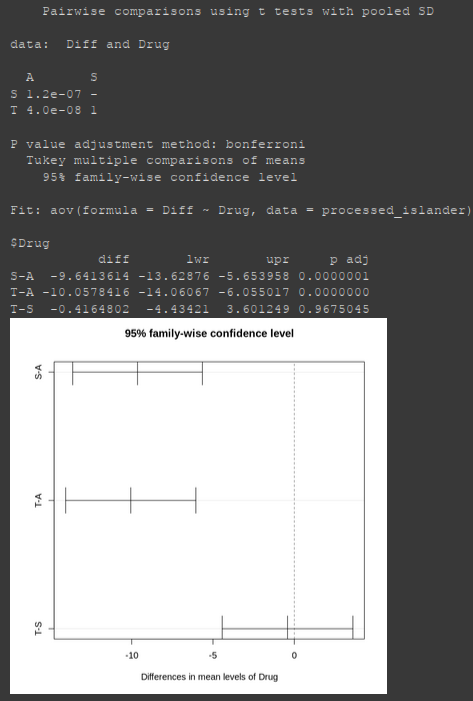 Pairwise comparisons using t tests with pooled SD
data:  Diff and Drug
A       S
S 1.2e-07 -
T 4.0e-08 1
P value adjustment method: bonferroni
Tukey multiple comparisons of means
95% family-wise confidence level
Fit: aov(formula = Diff ~ Drug, data = processed_islander)
$Drug
diff       lwr       upr     p adj
S-A  -9.6413614 -13.62876 -5.653958 0.0000001
T-A -10.0578416 -14.06067 -6.055017 0.0000000
T-S  -0.4164802  -4.43421  3.601249 0.9675045
95% family-wise confidence level
S-A
T-A
T-S
-10 -5 0
Differences in mean levels of Drug